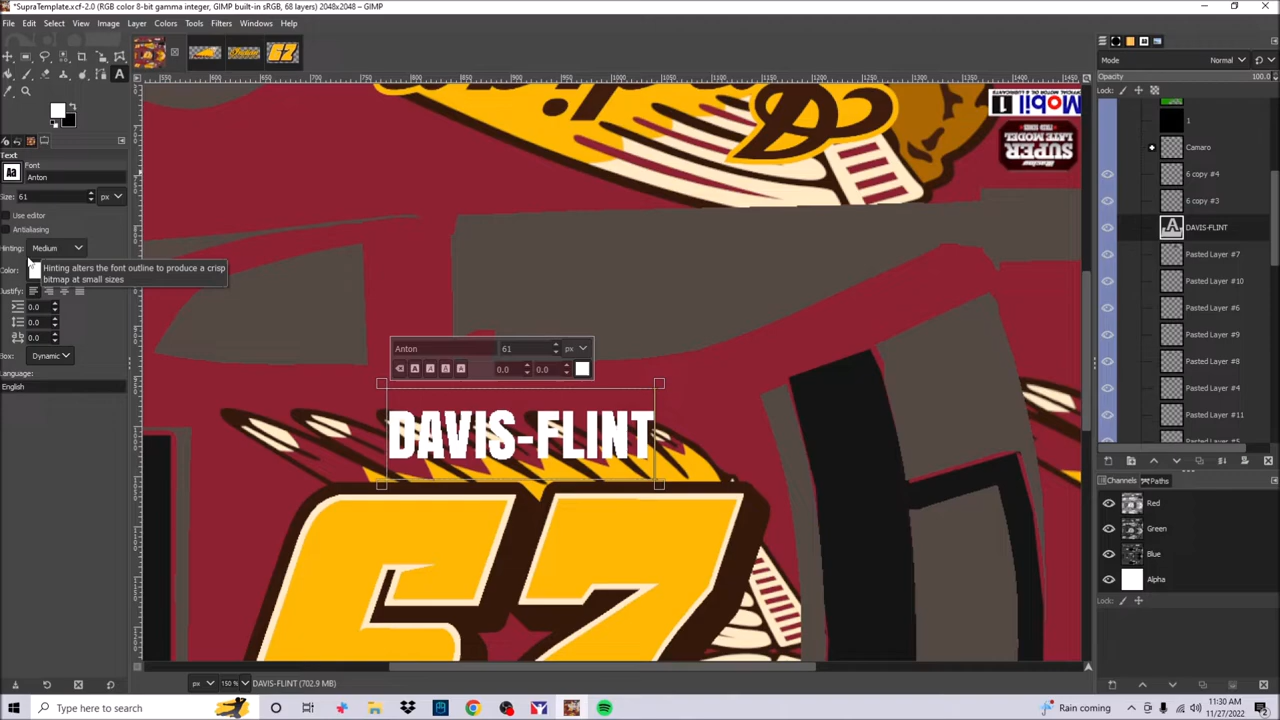 *SupraTemplate.xcf-2.0 (RGB color 8-bit gamma integer, GIMP built-in sRGB, 68 layers) 2048x2048 – GIMP
File Edit Select View Image Layer Colors Tools Filters Windows Help
Mode Normal
Opacity 100.0
Lock:
1
Camaro
6 copy #4
6 copy #3
DAVIS-FLINT
Pasted Layer #7
Pasted Layer #10
Pasted Layer #6
Pasted Layer #9
Pasted Layer #8
Pasted Layer #4
Pasted Layer #11
Channels Paths
Red
Green
Blue
Alpha
Lock:
Text
Font
Aa Anton
Size: 61 px
Use editor
Antialiasing
Hinting: Medium
Color:
Hinting alters the font outline to produce a crisp
bitmap at small sizes
Justify:
0.0
0.0
0.0
Box: Dynamic
Language:
English
Mobil 1
SUPER
LATE MODEL
Anton 61 px
0.0 0.0
DAVIS-FLINT
67
px 150 % DAVIS-FLINT (702.9 MB)
Type here to search
Rain coming
11:30 AM
11/27/2022